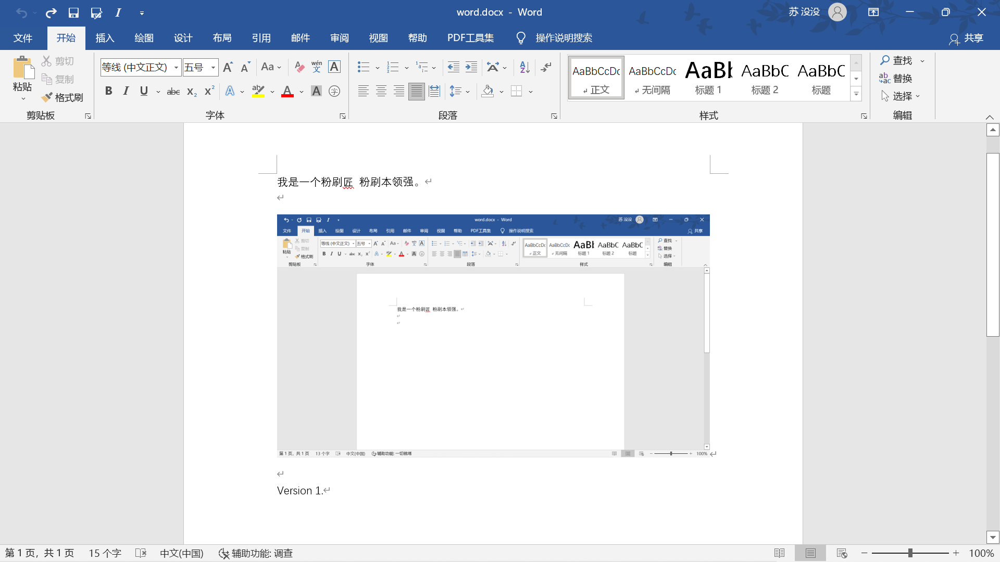 word.docx - Word
苏 没没
文件 开始 插入 绘图 设计 布局 引用 邮件 审阅 视图 帮助 PDF工具集 操作说明搜索 共享
粘贴
剪切
复制
格式刷
剪贴板
等线 (中文正文) 五号
字体
段落
AaBbCcDc AaBbCcDc AaBb AaBbC AaBbC
正文 无间隔 标题 1 标题 2 标题
样式
查找
替换
选择
编辑
我是一个粉刷匠 粉刷本领强。
word.docx - Word
苏 没没
文件 开始 插入 绘图 设计 布局 引用 邮件 审阅 视图 帮助 PDF工具集 操作说明搜索 共享
粘贴
剪切
复制
格式刷
剪贴板
等线 (中文正文) 五号
字体
段落
AaBbCcDc AaBbCcDc AaBb AaBbC AaBbC
正文 无间隔 标题 1 标题 2 标题
样式
查找
替换
选择
编辑
我是一个粉刷匠 粉刷本领强。
第 1 页，共 1 页 13 个字 中文(中国) 辅助功能: 一切就绪 100%
Version 1.
第 1 页，共 1 页 15 个字 中文(中国) 辅助功能: 调查 100%